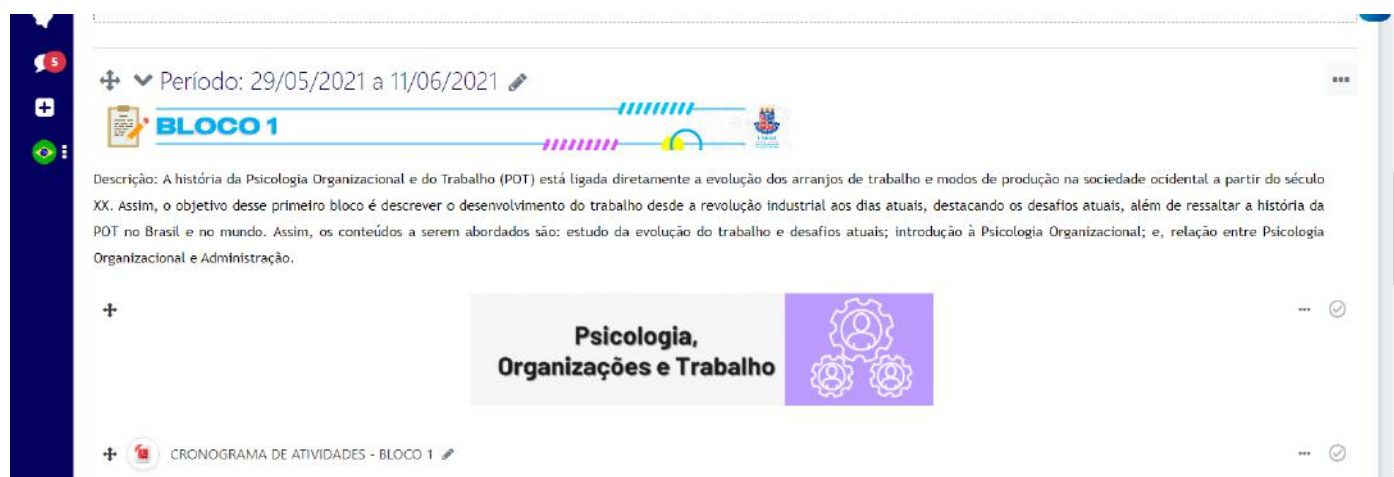 5
Período: 29/05/2021 a 11/06/2021
BLOCO 1
Descrição: A história da Psicologia Organizacional e do Trabalho (POT) está ligada diretamente a evolução dos arranjos de trabalho e modos de produção na sociedade ocidental a partir do século
XX. Assim, o objetivo desse primeiro bloco é descrever o desenvolvimento do trabalho desde a revolução industrial aos dias atuais, destacando os desafios atuais, além de ressaltar a história da
POT no Brasil e no mundo. Assim, os conteúdos a serem abordados são: estudo da evolução do trabalho e desafios atuais; introdução à Psicologia Organizacional; e, relação entre Psicologia
Organizacional e Administração.
Psicologia,
Organizações e Trabalho
CRONOGRAMA DE ATIVIDADES - BLOCO 1